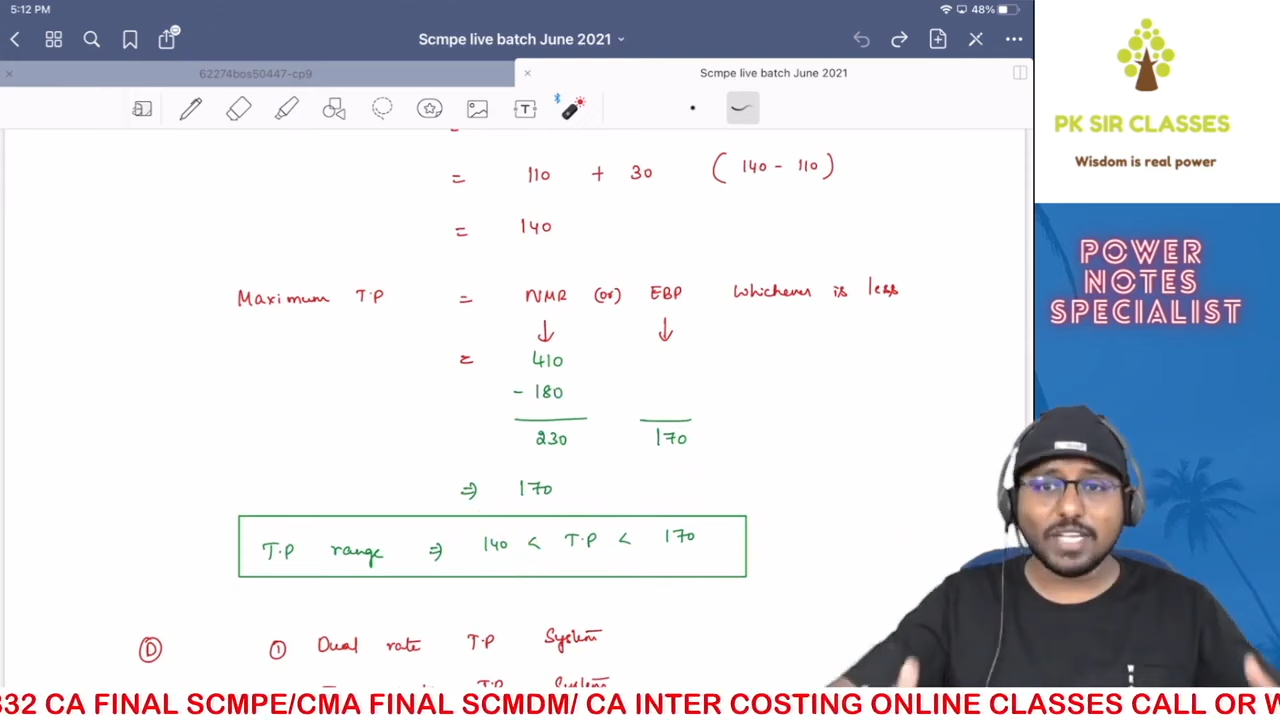 5:12 PM
48%
Scmpe live batch June 2021
62274bos50447-cp9
Scmpe live batch June 2021
= 110 + 30 (140 - 110)
= 140
Maximum T.P = NMR (or) EBP Whichever is less
↓ ↓
= 410
- 180
230 170
⇒ 170
T.P range ⇒ 140 < T.P < 170
D 1 Dual rate T.P System
T.P System
PK SIR CLASSES
Wisdom is real power
POWER
NOTES
SPECIALIST
332 CA FINAL SCMPE/CMA FINAL SCMDM/ CA INTER COSTING ONLINE CLASSES CALL OR W